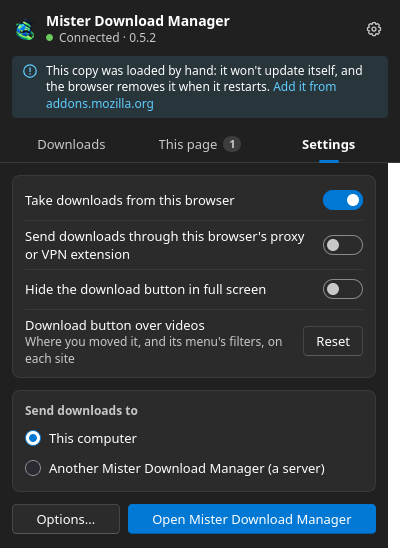 Mister Download Manager
Connected · 0.5.2
This copy was loaded by hand: it won't update itself, and
the browser removes it when it restarts. Add it from
addons.mozilla.org
Downloads
This page 1
Settings
Take downloads from this browser
Send downloads through this browser's proxy
or VPN extension
Hide the download button in full screen
Download button over videos
Where you moved it, and its menu's filters, on
each site
Reset
Send downloads to
This computer
Another Mister Download Manager (a server)
Options...
Open Mister Download Manager